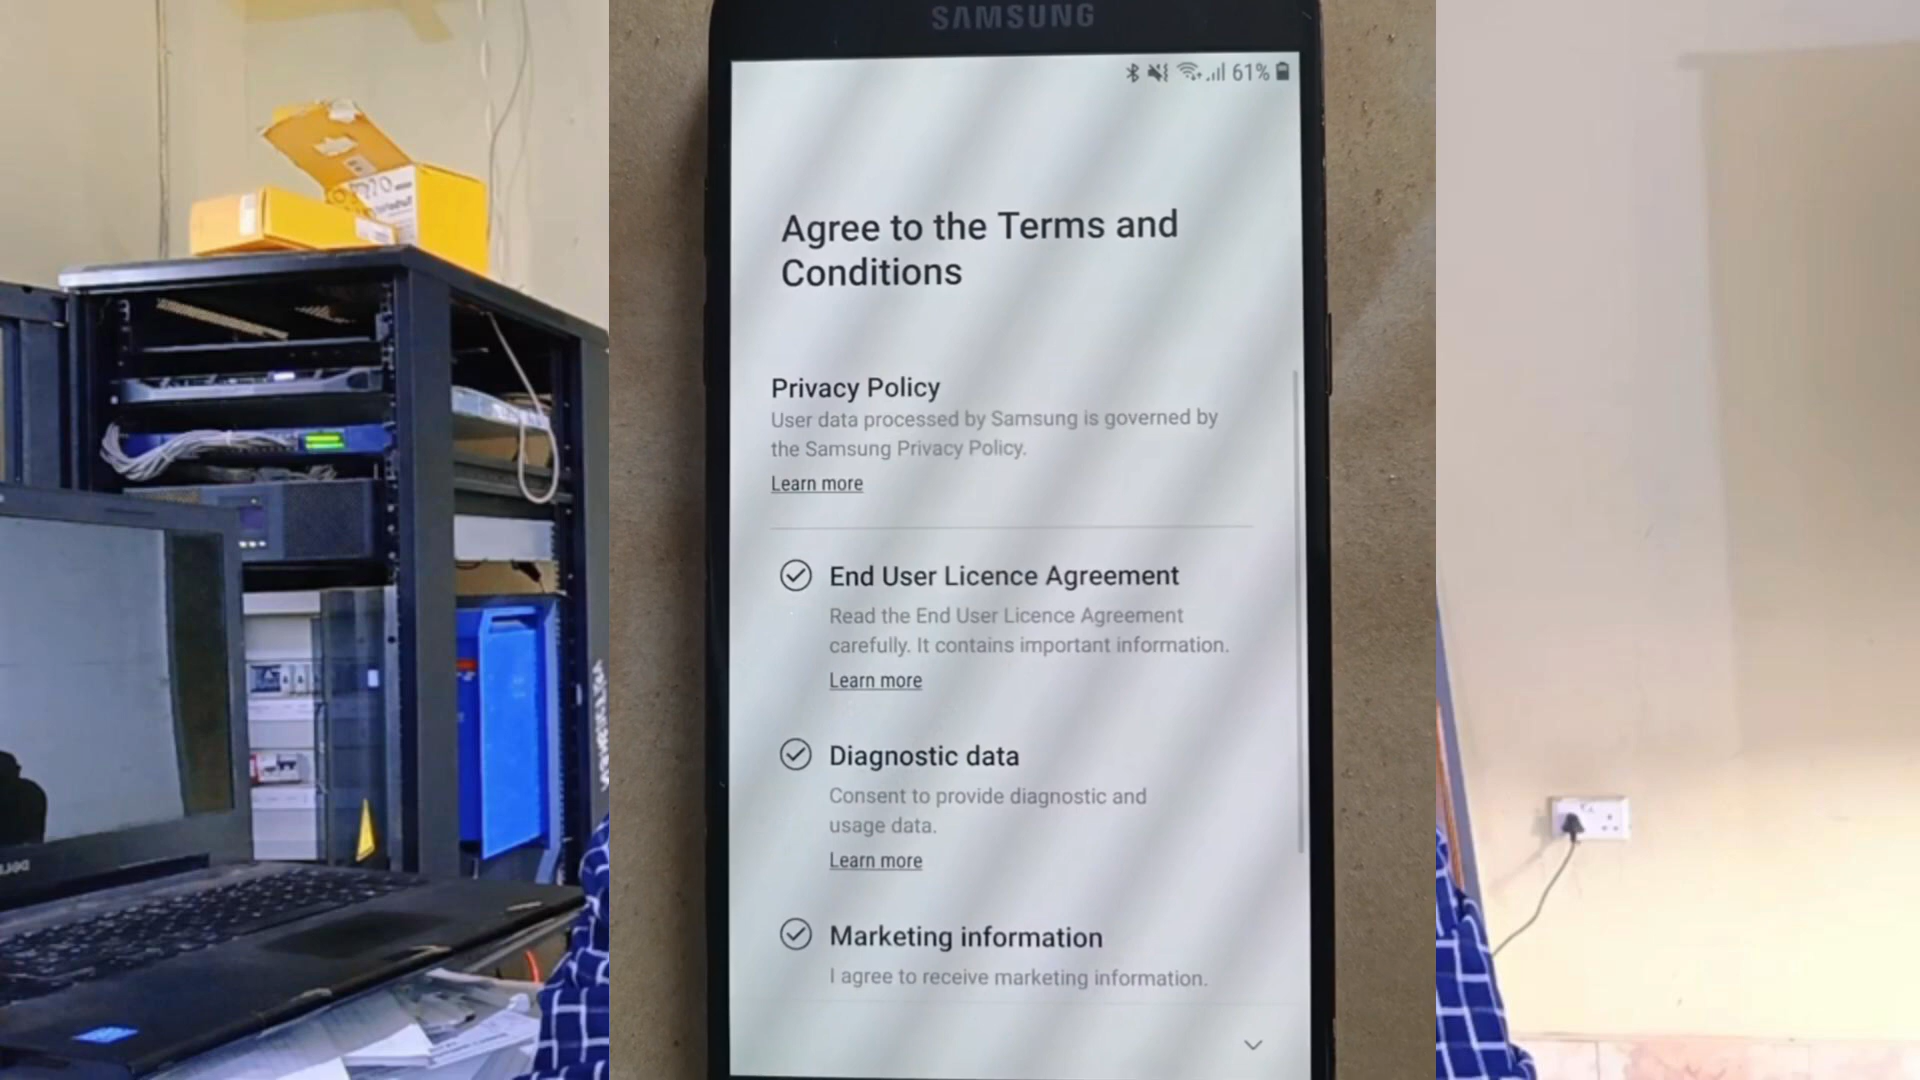 SAMSUNG
61%
Agree to the Terms and
Conditions
Privacy Policy
User data processed by Samsung is governed by
the Samsung Privacy Policy.
Learn more
End User Licence Agreement
Read the End User Licence Agreement
carefully. It contains important information.
Learn more
Diagnostic data
Consent to provide diagnostic and
usage data.
Learn more
Marketing information
I agree to receive marketing information.
DELL